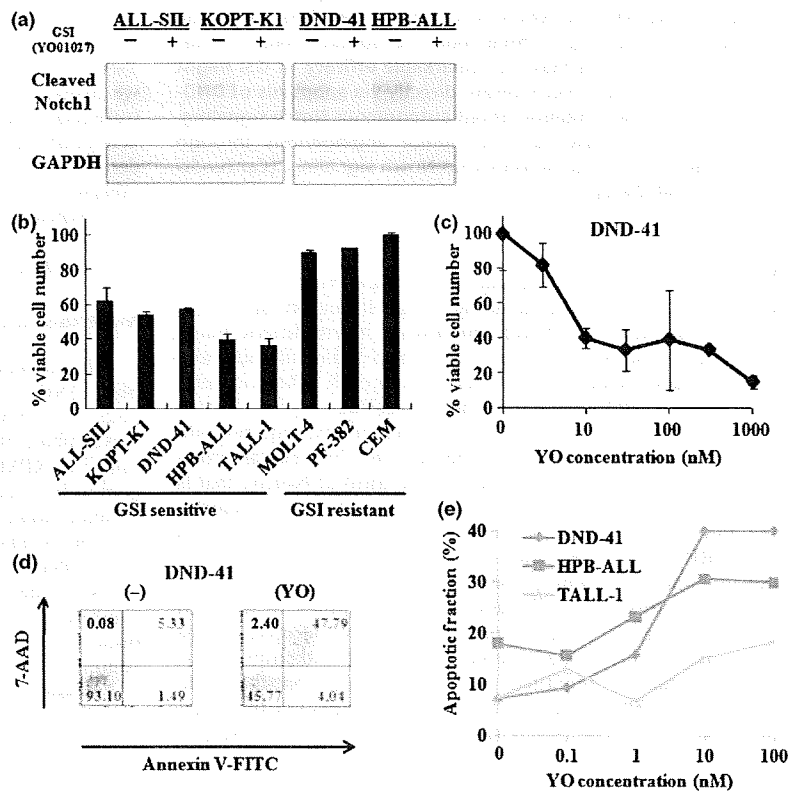 (a)
GSI
(YO01027)
ALL-SIL KOPT-K1 DND-41 HPB-ALL
− + − + − + − +
Cleaved
Notch1
GAPDH
(b)
% viable cell number
100
80
60
40
20
0
ALL-SIL
KOPT-K1
DND-41
HPB-ALL
TALL-1
MOLT-4
PF-382
CEM
GSI sensitive
GSI resistant
(c)
DND-41
% viable cell number
100
80
60
40
20
0
0 10 100 1000
YO concentration (nM)
(d)
DND-41
(−) (YO)
7-AAD
0.08 5.33
93.10 1.49
2.40 47.79
45.77 4.04
Annexin V-FITC
(e)
Apoptotic fraction (%)
40
30
20
10
0
DND-41
HPB-ALL
TALL-1
0 0.1 1 10 100
YO concentration (nM)